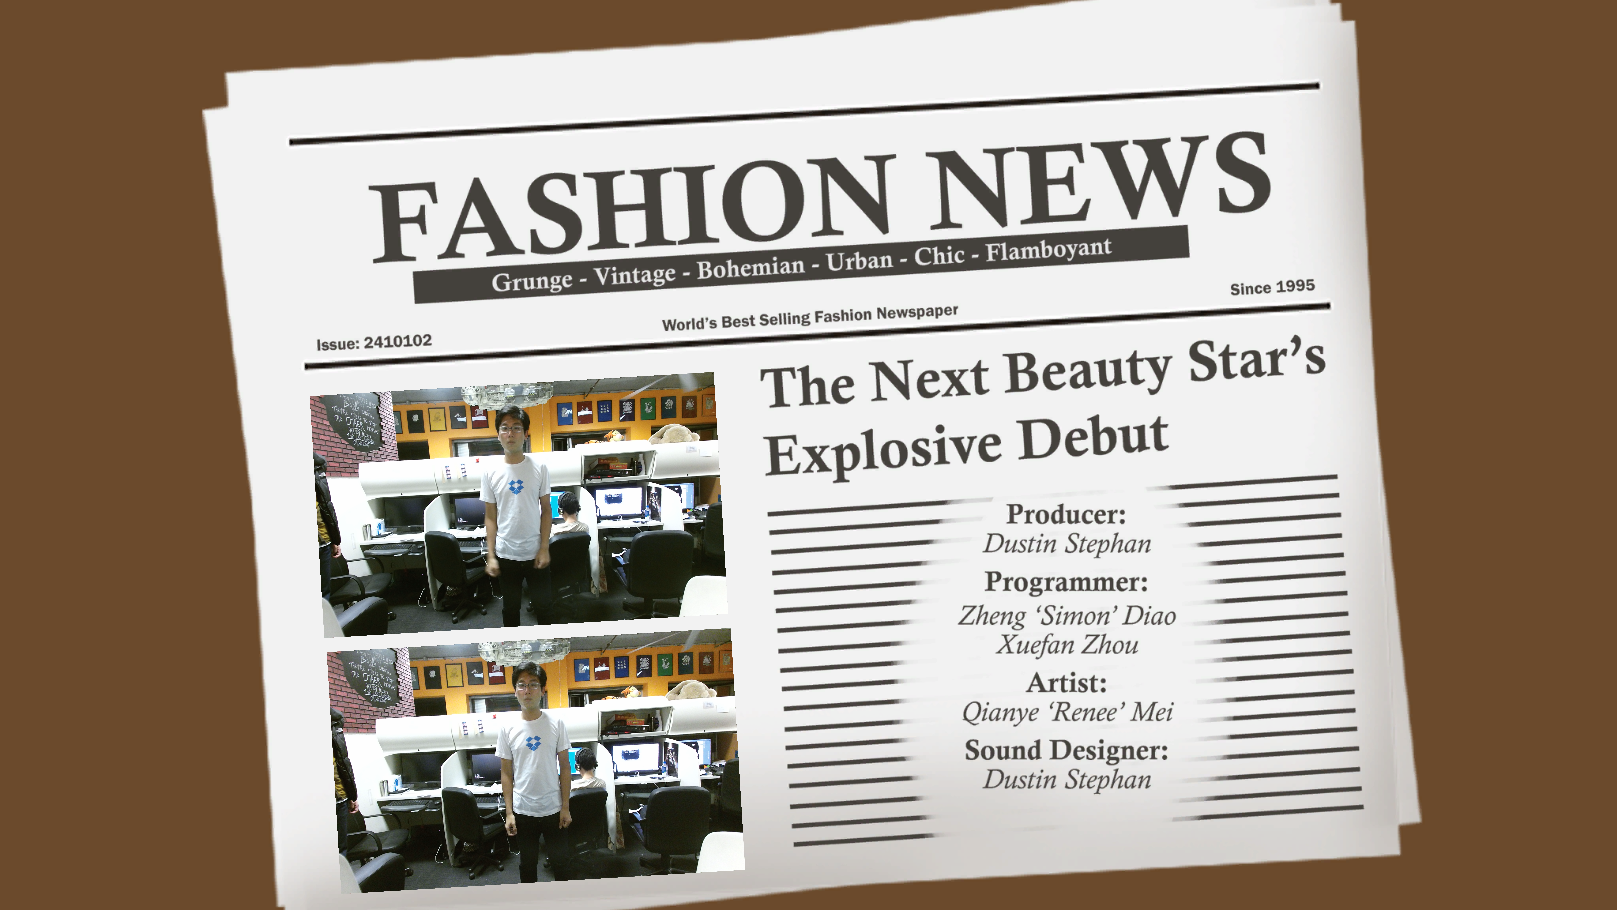 FASHION NEWS
Grunge - Vintage - Bohemian - Urban - Chic - Flamboyant
Issue: 2410102
World's Best Selling Fashion Newspaper
Since 1995
The Next Beauty Star's
Explosive Debut
Producer:
Dustin Stephan
Programmer:
Zheng ‘Simon’ Diao
Xuefan Zhou
Artist:
Qianye ‘Renee’ Mei
Sound Designer:
Dustin Stephan